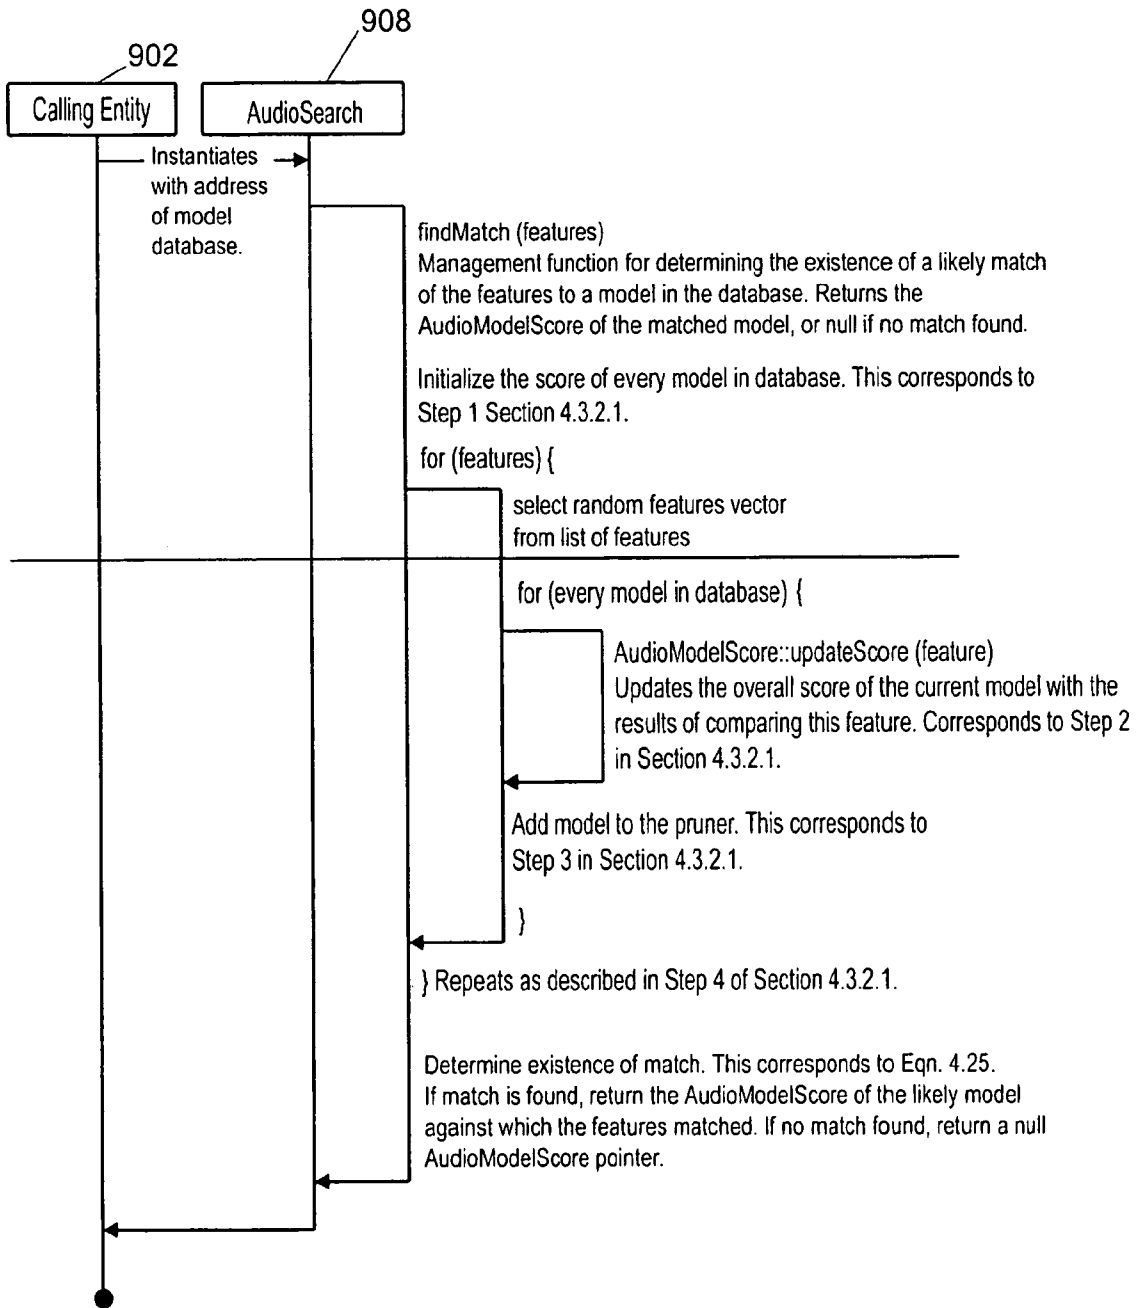 908
902
Calling Entity
AudioSearch
Instantiates
with address
of model
database.
findMatch (features)
Management function for determining the existence of a likely match
of the features to a model in the database. Returns the
AudioModelScore of the matched model, or null if no match found.
Initialize the score of every model in database. This corresponds to
Step 1 Section 4.3.2.1.
for (features) {
select random features vector
from list of features
for (every model in database) {
AudioModelScore::updateScore (feature)
Updates the overall score of the current model with the
results of comparing this feature. Corresponds to Step 2
in Section 4.3.2.1.
Add model to the pruner. This corresponds to
Step 3 in Section 4.3.2.1.
}
} Repeats as described in Step 4 of Section 4.3.2.1.
Determine existence of match. This corresponds to Eqn. 4.25.
If match is found, return the AudioModelScore of the likely model
against which the features matched. If no match found, return a null
AudioModelScore pointer.